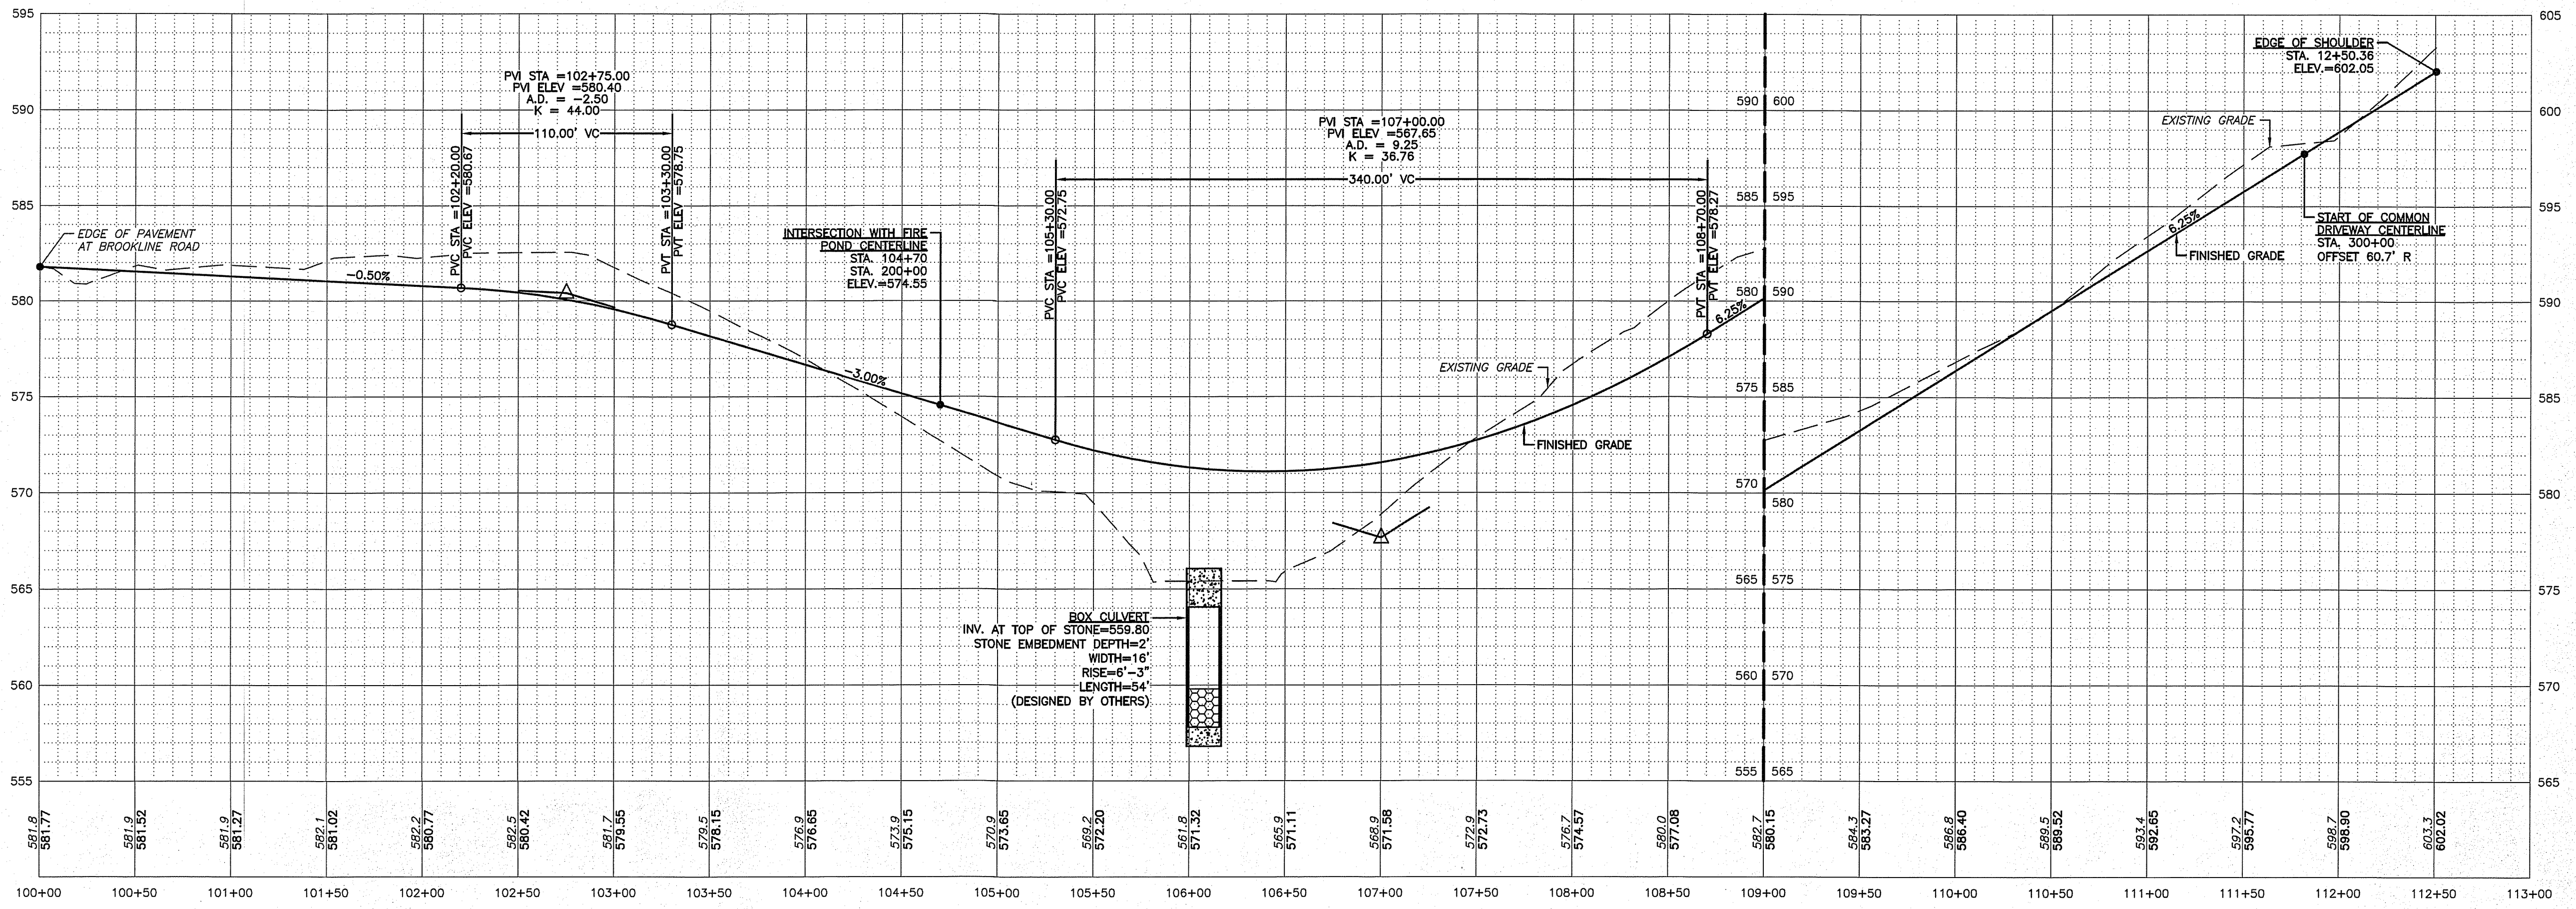 595
590
585
580
575
570
565
560
555
605
600
595
590
585
580
575
570
565
590 600
585 595
580 590
575 585
570 580
565 575
560 570
555 565
EDGE OF PAVEMENT
AT BROOKLINE ROAD
-0.50%
PVI STA =102+75.00
PVI ELEV =580.40
A.D. = -2.50
K = 44.00
110.00' VC
PVC STA =102+20.00
PVC ELEV =580.67
PVT STA =103+30.00
PVT ELEV =578.75
INTERSECTION WITH FIRE
POND CENTERLINE
STA. 104+70
STA. 200+00
ELEV.=574.55
-3.00%
PVI STA =107+00.00
PVI ELEV =567.65
A.D. = 9.25
K = 36.76
340.00' VC
PVC STA =105+30.00
PVC ELEV =572.75
PVT STA =108+70.00
PVT ELEV =578.27
6.25%
EXISTING GRADE
FINISHED GRADE
BOX CULVERT
INV. AT TOP OF STONE=559.80
STONE EMBEDMENT DEPTH=2'
WIDTH=16'
RISE=6'-3"
LENGTH=54'
(DESIGNED BY OTHERS)
EDGE OF SHOULDER
STA. 12+50.36
ELEV.=602.05
EXISTING GRADE
6.25%
FINISHED GRADE
START OF COMMON
DRIVEWAY CENTERLINE
STA. 300+00
OFFSET 60.7' R
581.8
581.77
581.9
581.52
581.9
581.27
582.1
581.02
582.2
580.77
582.5
580.42
581.7
579.55
579.5
578.15
576.9
576.65
573.9
575.15
570.9
573.65
569.2
572.20
561.8
571.32
565.9
571.11
568.9
571.58
572.9
572.73
576.7
574.57
580.0
577.08
582.7
580.15
584.3
583.27
586.8
586.40
589.5
589.52
593.4
592.65
597.2
595.77
598.7
598.90
603.3
602.02
100+00 100+50 101+00 101+50 102+00 102+50 103+00 103+50 104+00 104+50 105+00 105+50 106+00 106+50 107+00 107+50 108+00 108+50 109+00 109+50 110+00 110+50 111+00 111+50 112+00 112+50 113+00